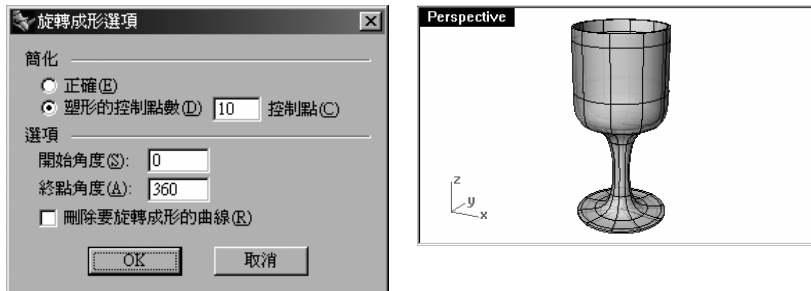 旋轉成形選項
簡化
正確(E)
塑形的控制點數(D) 10 控制點(C)
選項
開始角度(S): 0
終點角度(A): 360
刪除要旋轉成形的曲線(R)
OK 取消
Perspective
z
y
x